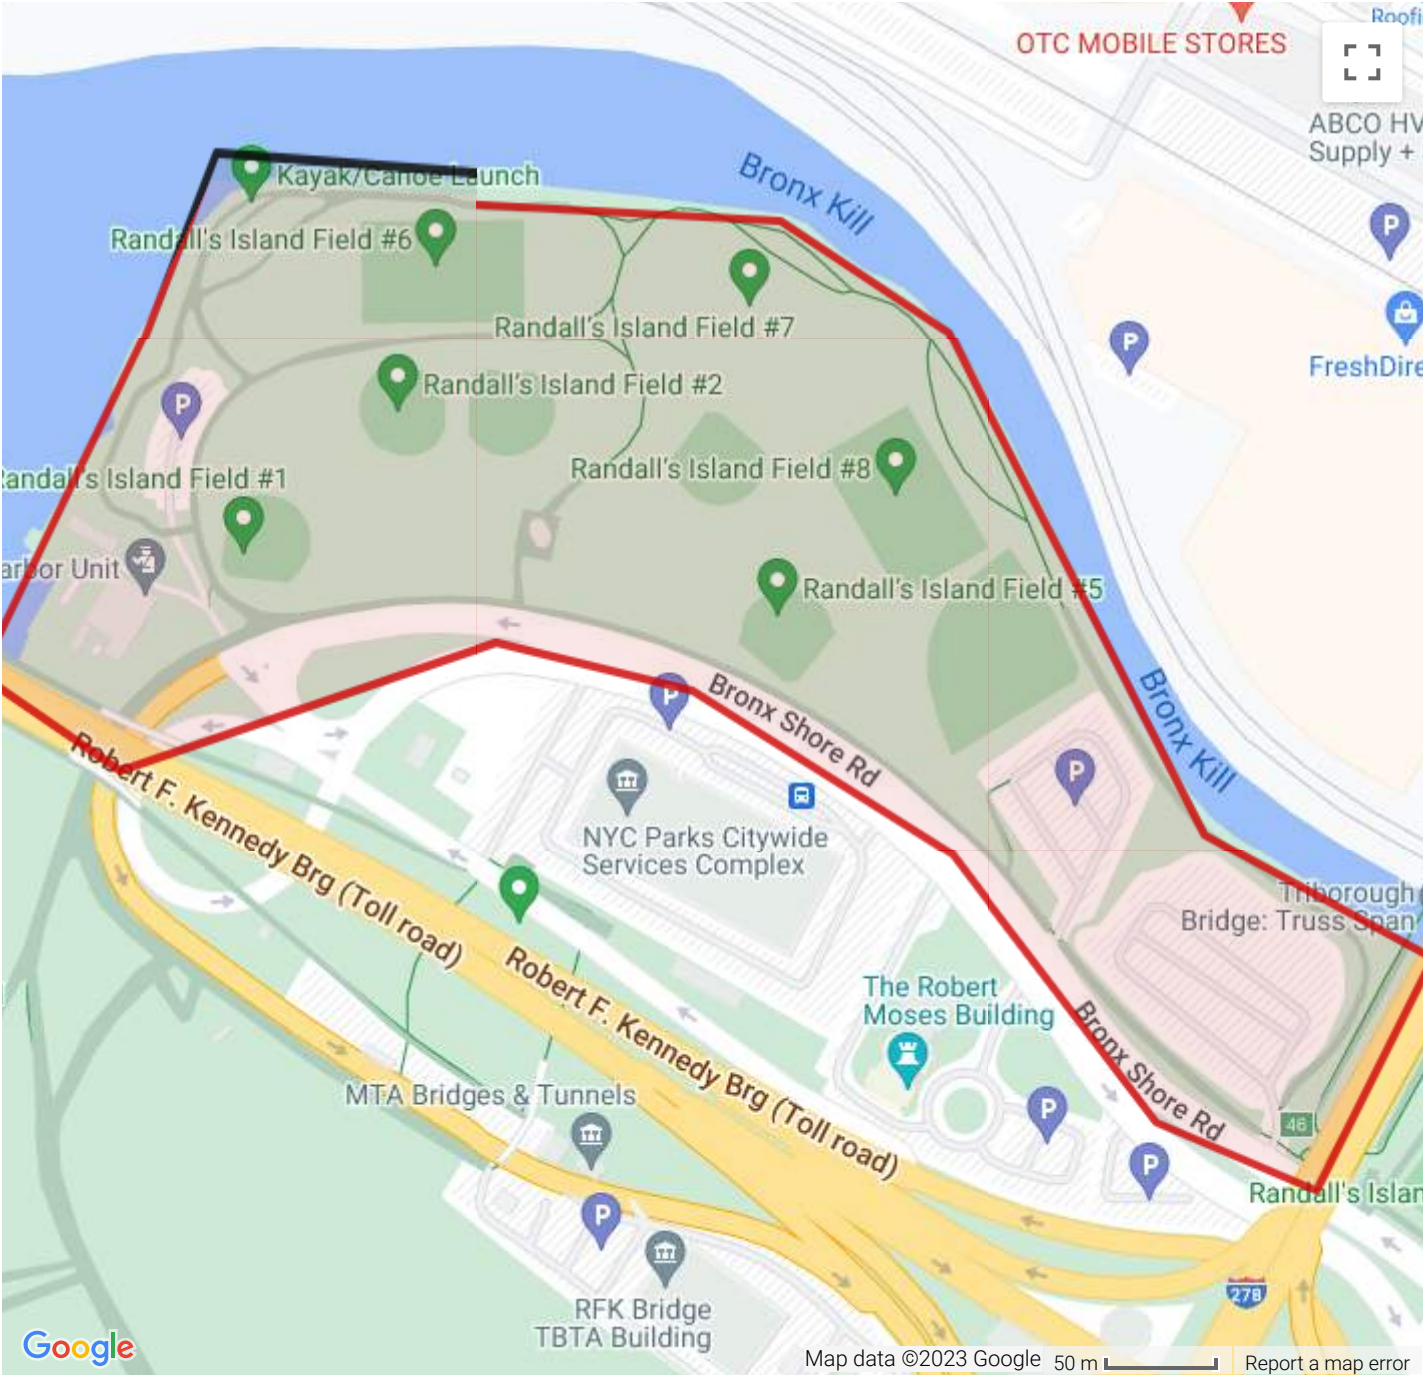 Roofi
OTC MOBILE STORES
ABCO HV
Supply +
Bronx Kill
Kayak/Canoe Launch
Randall's Island Field #6
Randall's Island Field #7
FreshDire
Randall's Island Field #2
Randall's Island Field #8
Randall's Island Field #1
arbor Unit
Randall's Island Field #5
Bronx Kill
Bronx Shore Rd
Robert F. Kennedy Brg (Toll road)
NYC Parks Citywide
Services Complex
Triborough
Bridge: Truss Span
Robert F. Kennedy Brg (Toll road)
The Robert
Moses Building
Bronx Shore Rd
MTA Bridges & Tunnels
46
Randall's Islan
278
RFK Bridge
TBTA Building
P
P
P
P
P
P
P
P
Google
Map data ©2023 Google
50 m
Report a map error